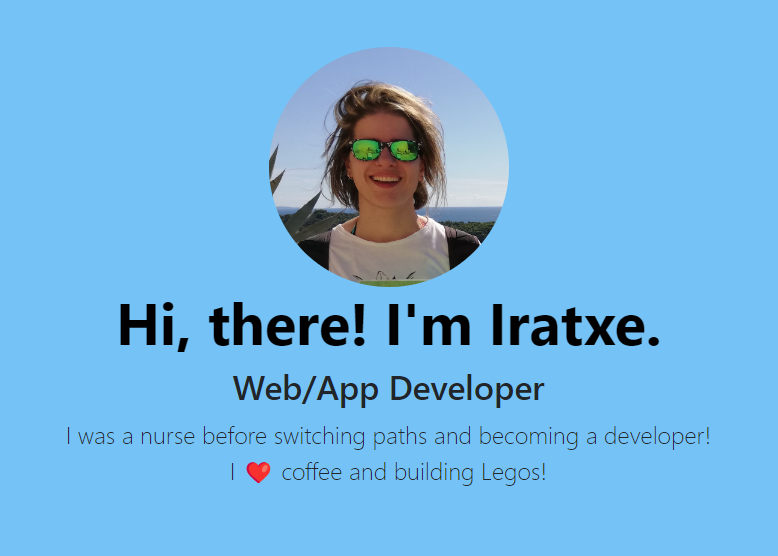 Hi, there! I'm Iratxe.
Web/App Developer
I was a nurse before switching paths and becoming a developer!
I ❤️ coffee and building Legos!